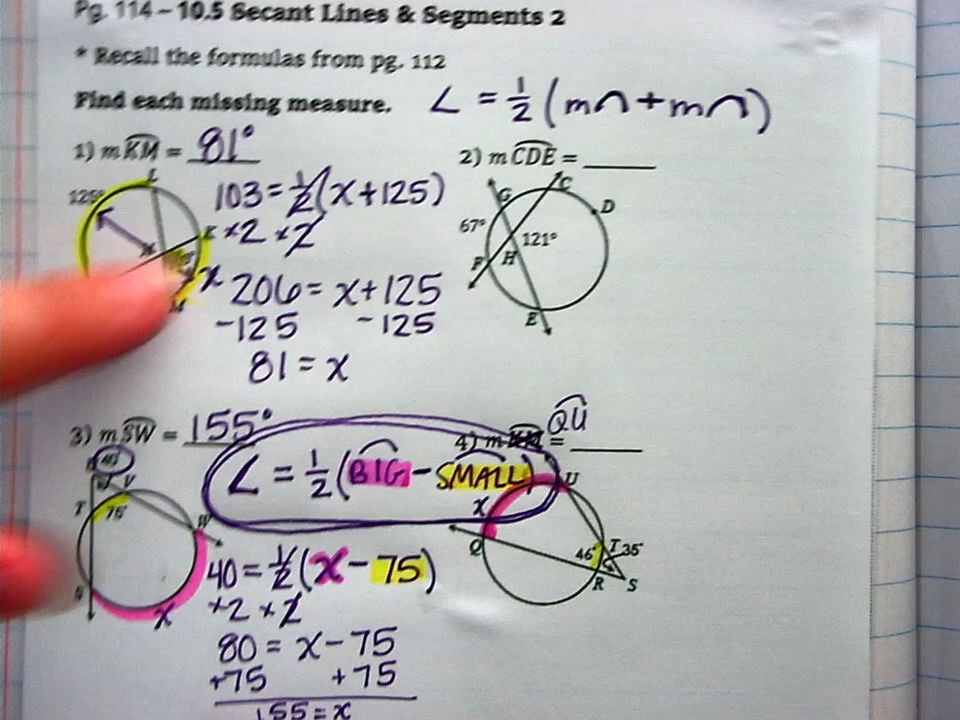 Pg. 114 – 10.5 Secant Lines & Segments 2
* Recall the formulas from pg. 112
Find each missing measure. ∠ = 1/2 (m∩ + m∩)
1) mKM = 81°
125°
L
K
x
M
103 = 1/2(x + 125)
×2 ×2
206 = x + 125
-125 -125
81 = x
2) mCDE = ______
G
C
D
67°
121°
F
H
E
3) mSW = 155°
∠ = 1/2 (BIG - SMALL)
V
T
75°
W
x
40 = 1/2(x - 75)
×2 ×2
80 = x - 75
+75 +75
155 = x
4) m QU = ______
x
U
Q
46°
T
35°
R
S